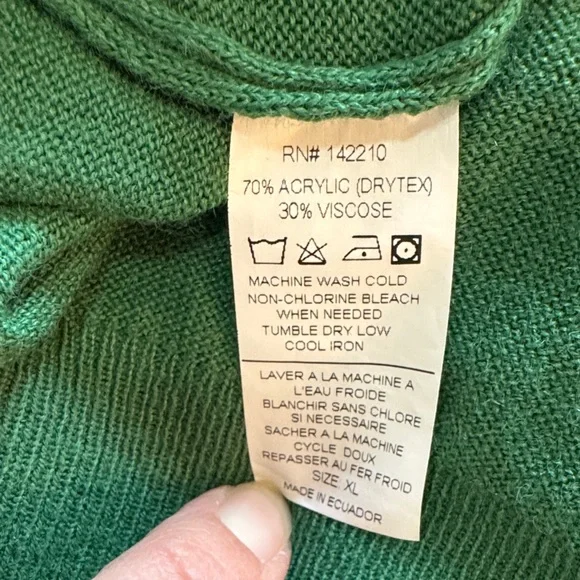 RN# 142210
70% ACRYLIC (DRYTEX)
30% VISCOSE
MACHINE WASH COLD
NON-CHLORINE BLEACH
WHEN NEEDED
TUMBLE DRY LOW
COOL IRON
LAVER A LA MACHINE A
L'EAU FROIDE
BLANCHIR SANS CHLORE
SI NECESSAIRE
SACHER A LA MACHINE
CYCLE DOUX
REPASSER AU FER FROID
SIZE: XL
MADE IN ECUADOR